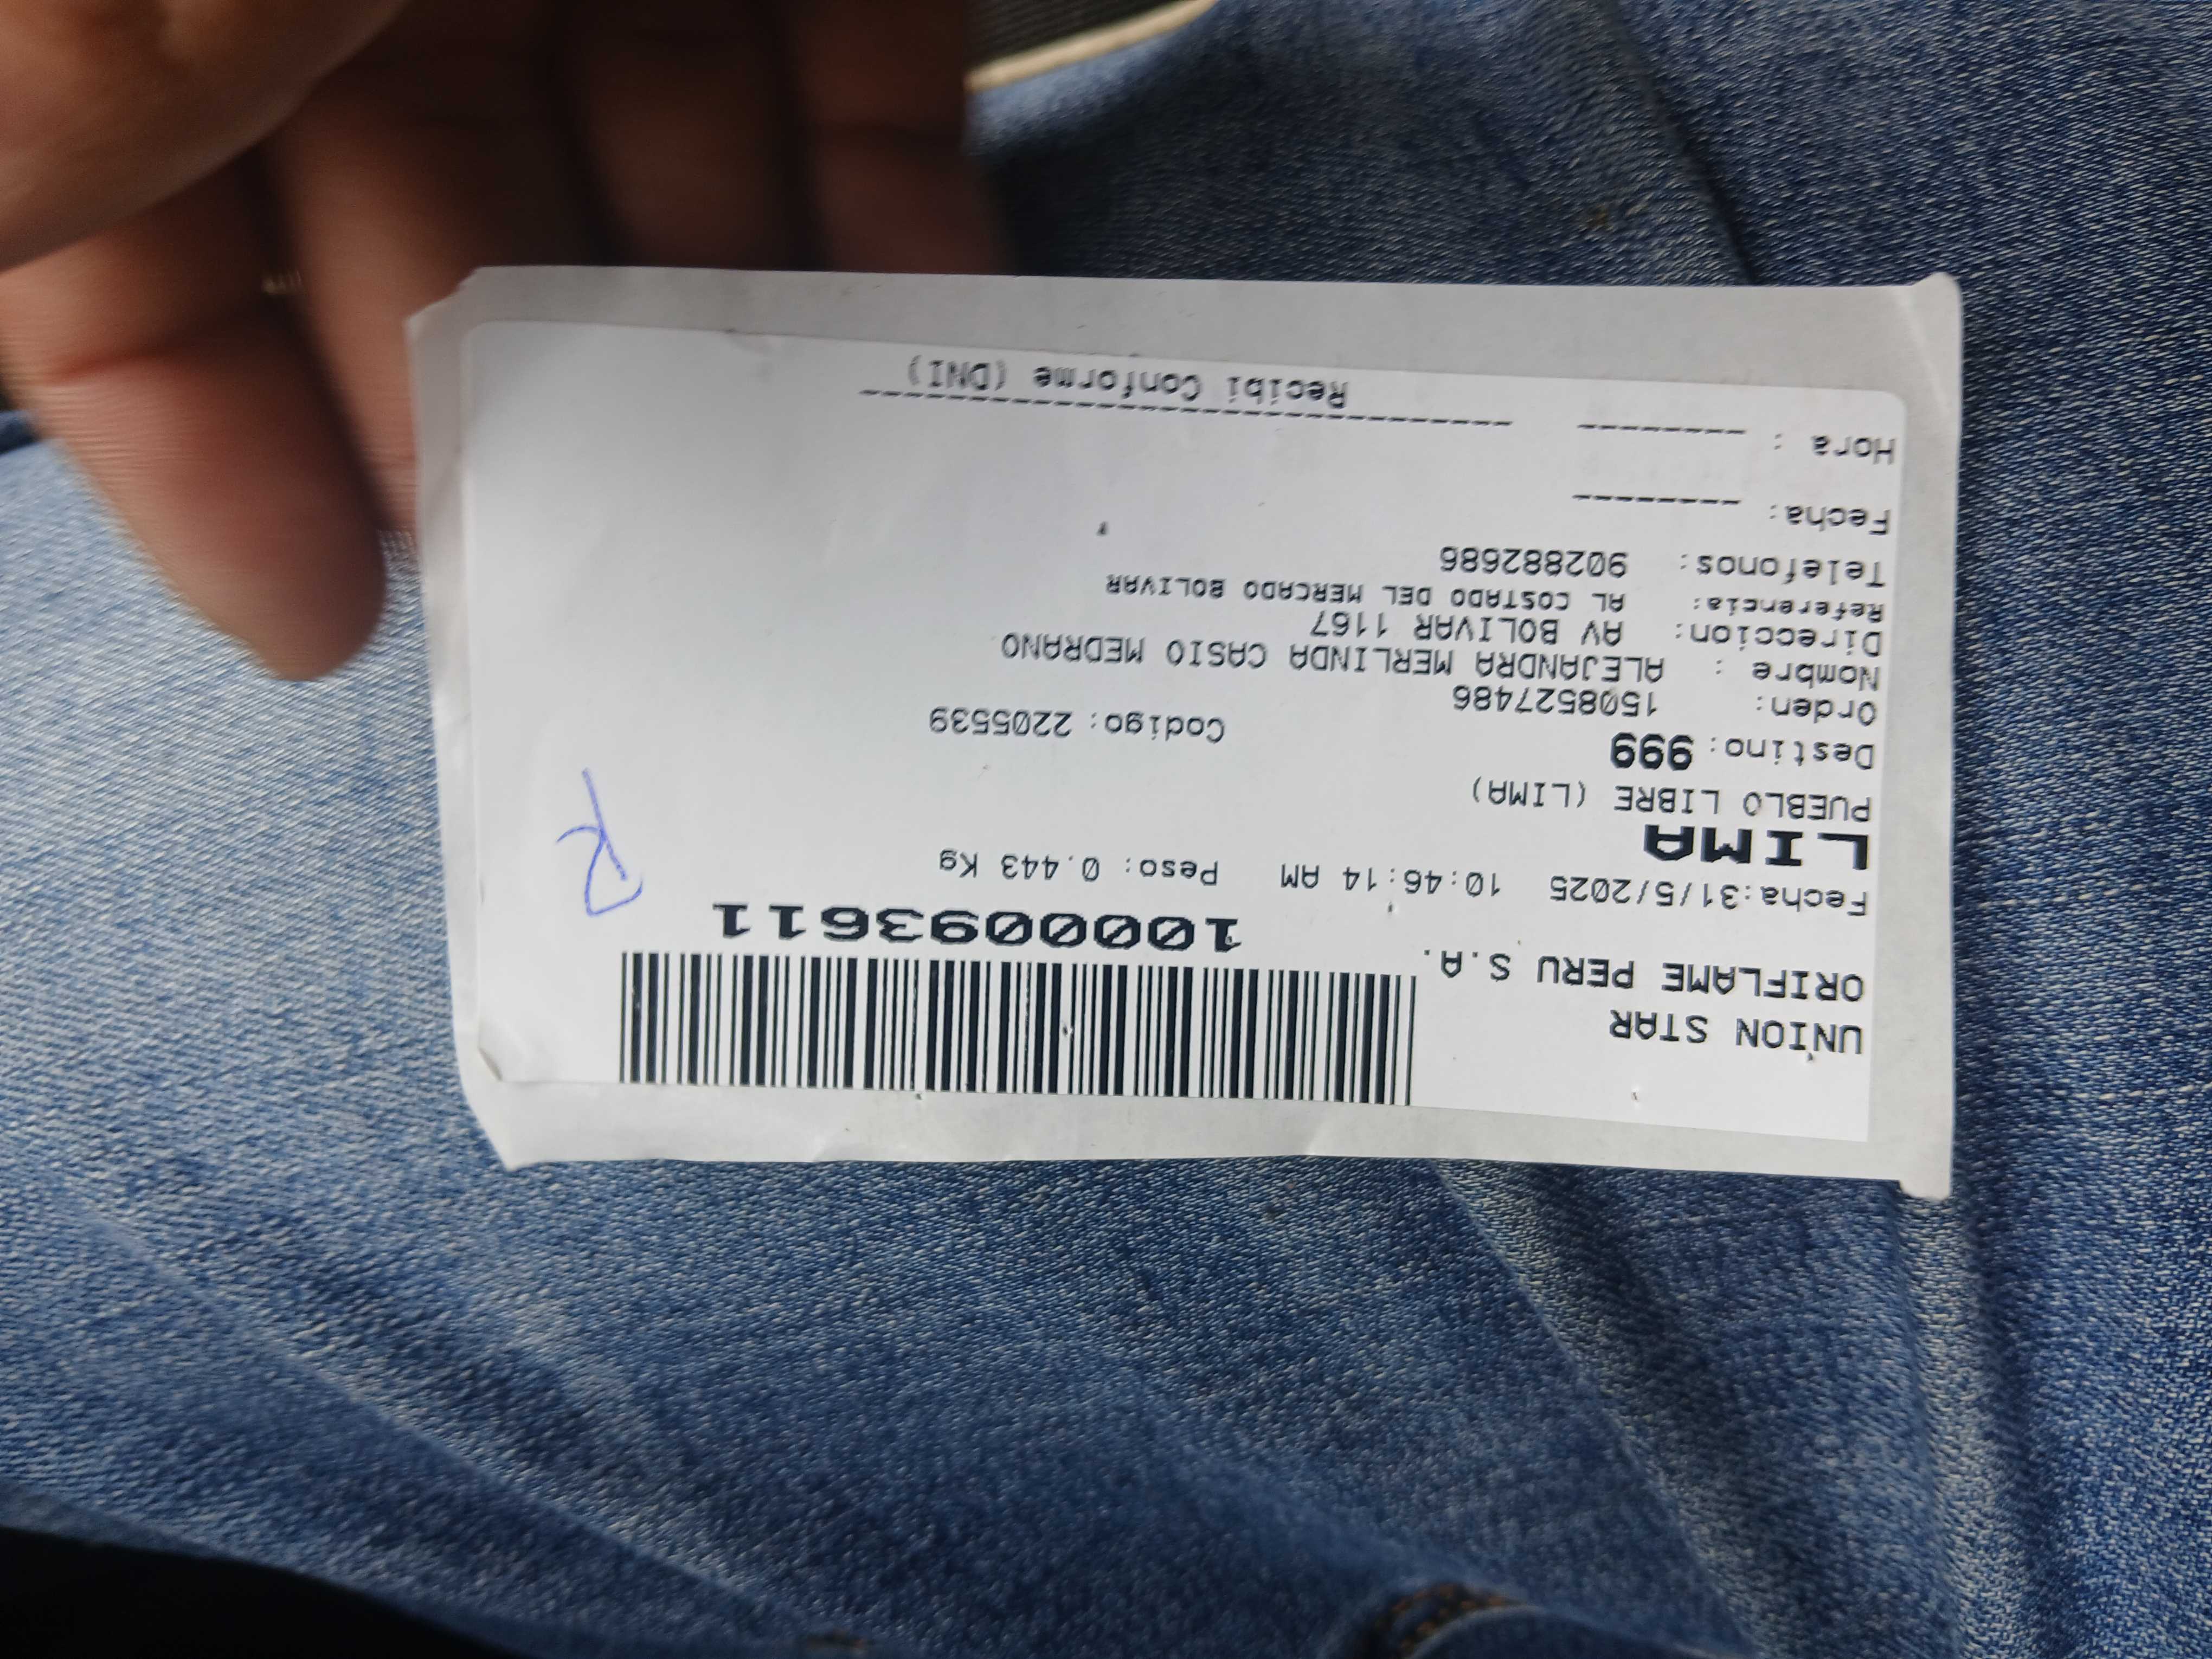 UNION STAR
ORIFLAME PERU S.A.
1000093611
Fecha:31/5/2025 10:46:14 AM Peso: 0.443 Kg
LIMA
R
PUEBLO LIBRE (LIMA)
Destino: 999 Codigo: 2205539
Orden: 1508527486
Nombre : ALEJANDRA MERLINDA CASIO MEDRANO
Direccion: AV BOLIVAR 1167
Referencia: AL COSTADO DEL MERCADO BOLIVAR
Telefonos: 902882686
Fecha: --------
Hora : --------
Recibi Conforme (DNI)